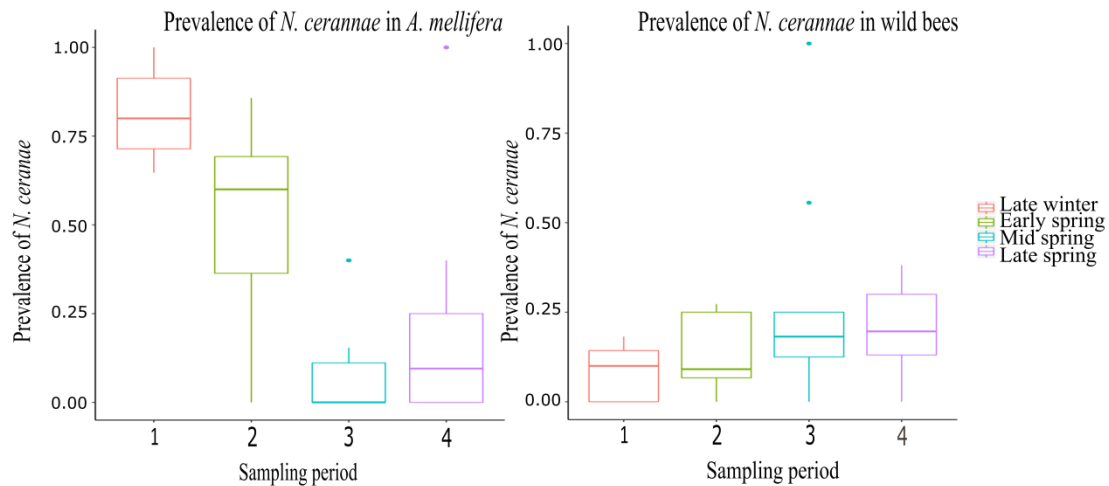 Prevalence of N. cerannae in A. mellifera
Prevalence of N. ceranae
1.00
0.75
0.50
0.25
0.00
1
2
3
4
Sampling period
Prevalence of N. cerannae in wild bees
Prevalence of N. ceranae
1.00
0.75
0.50
0.25
0.00
1
2
3
4
Sampling period
Late winter
Early spring
Mid spring
Late spring